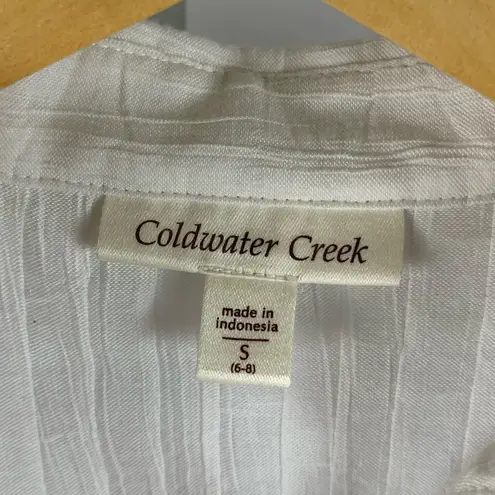 Coldwater Creek
made in
indonesia
S
(6-8)